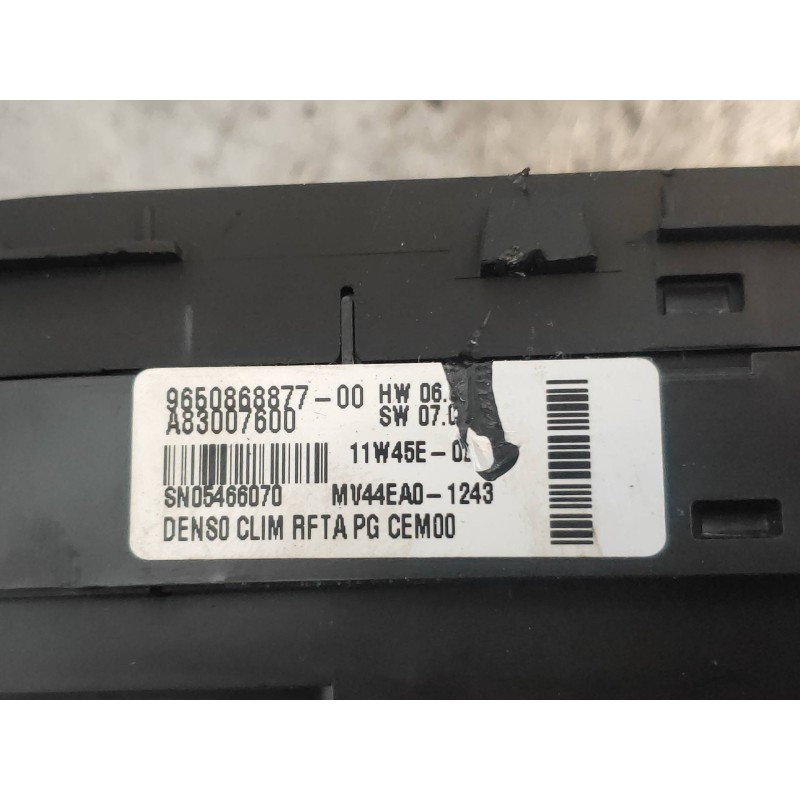 9650868877-00 HW 06.
A83007600 SW 07.
11W45E-0
SN05466070 MV44EA0-1243
DENSO CLIM RFTA PG CEM00